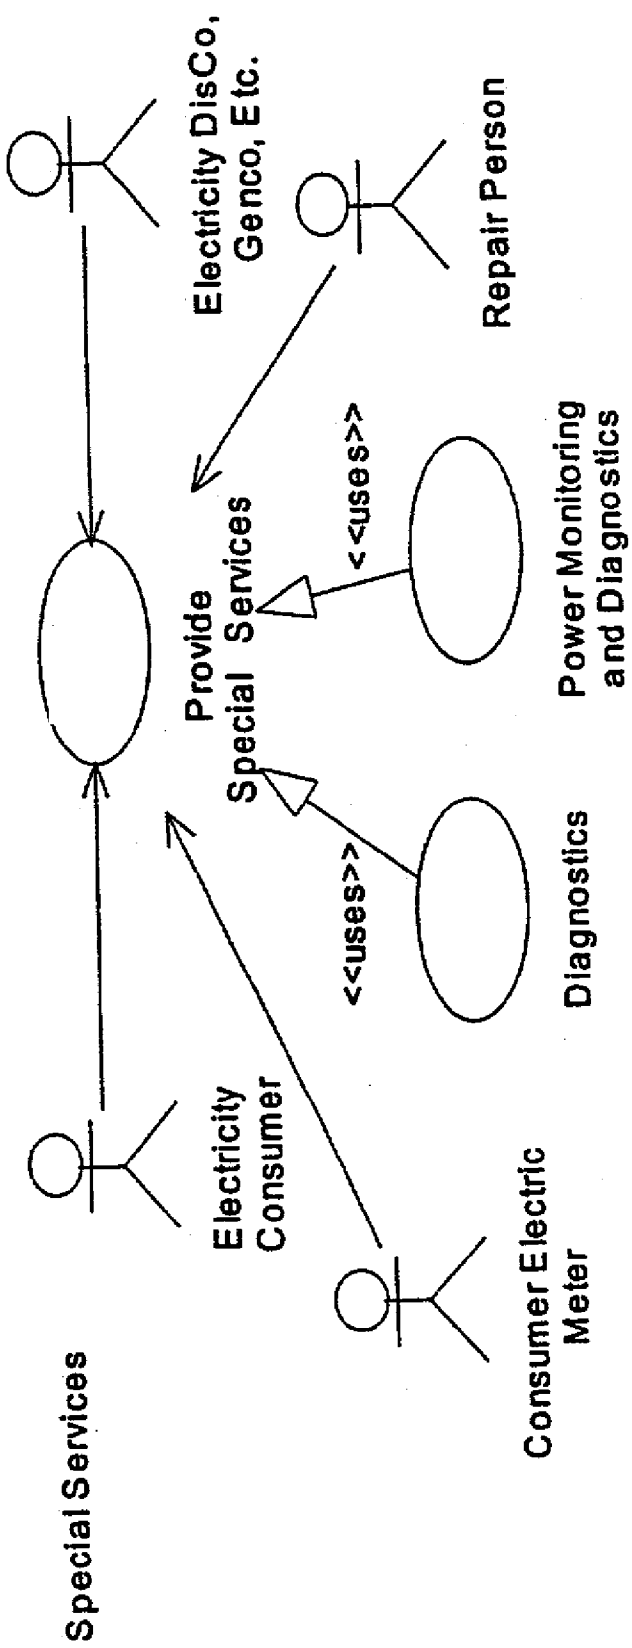 Special Services
Electricity
Consumer
Electricity DisCo,
Genco, Etc.
Provide
Special Services
Consumer Electric
Meter
<<uses>>
<<uses>>
Repair Person
Diagnostics
Power Monitoring
and Diagnostics